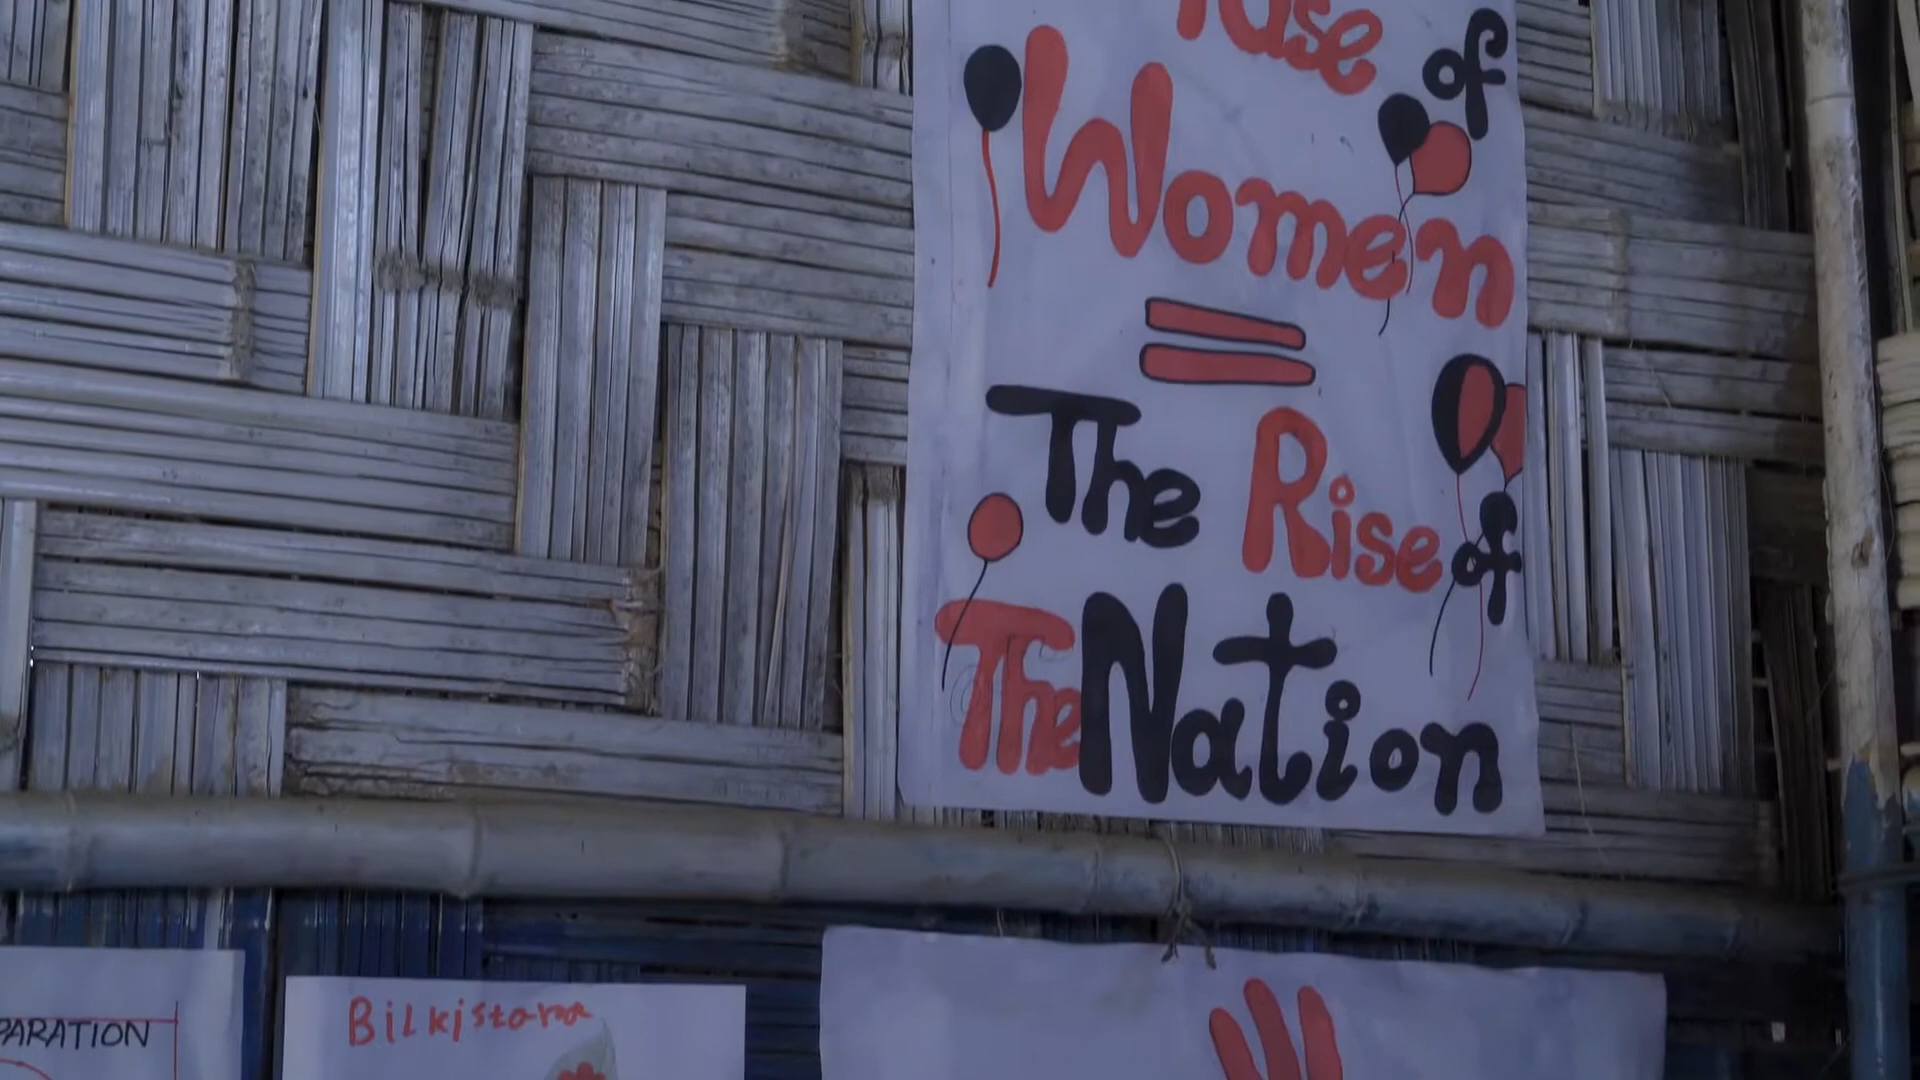 Rise of
Women
=
The Rise of
The Nation
PARATION
Bilkistara